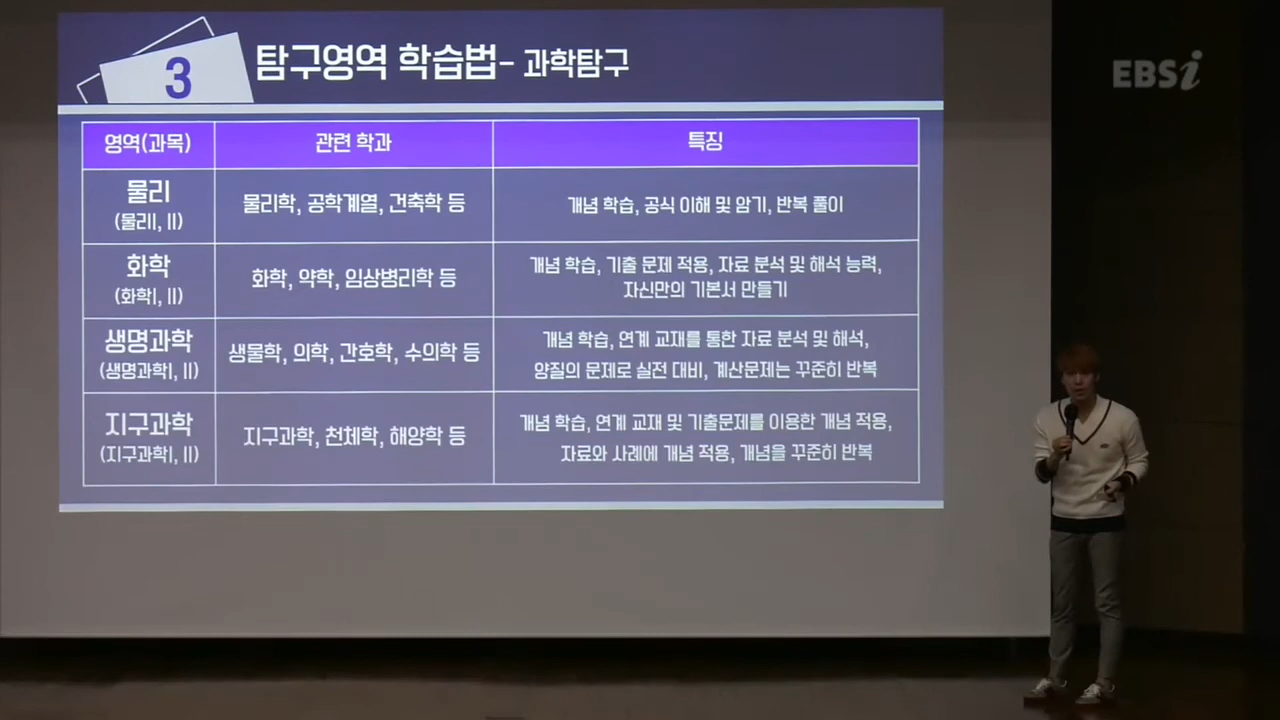 3
탐구영역 학습법- 과학탐구
EBSi
영역(과목)
관련 학과
특징
물리
(물리I, II)
물리학, 공학계열, 건축학 등
개념 학습, 공식 이해 및 암기, 반복 풀이
화학
(화학I, II)
화학, 약학, 임상병리학 등
개념 학습, 기출 문제 적용, 자료 분석 및 해석 능력,
자신만의 기본서 만들기
생명과학
(생명과학I, II)
생물학, 의학, 간호학, 수의학 등
개념 학습, 연계 교재를 통한 자료 분석 및 해석,
양질의 문제로 실전 대비, 계산문제는 꾸준히 반복
지구과학
(지구과학I, II)
지구과학, 천체학, 해양학 등
개념 학습, 연계 교재 및 기출문제를 이용한 개념 적용,
자료와 사례에 개념 적용, 개념을 꾸준히 반복